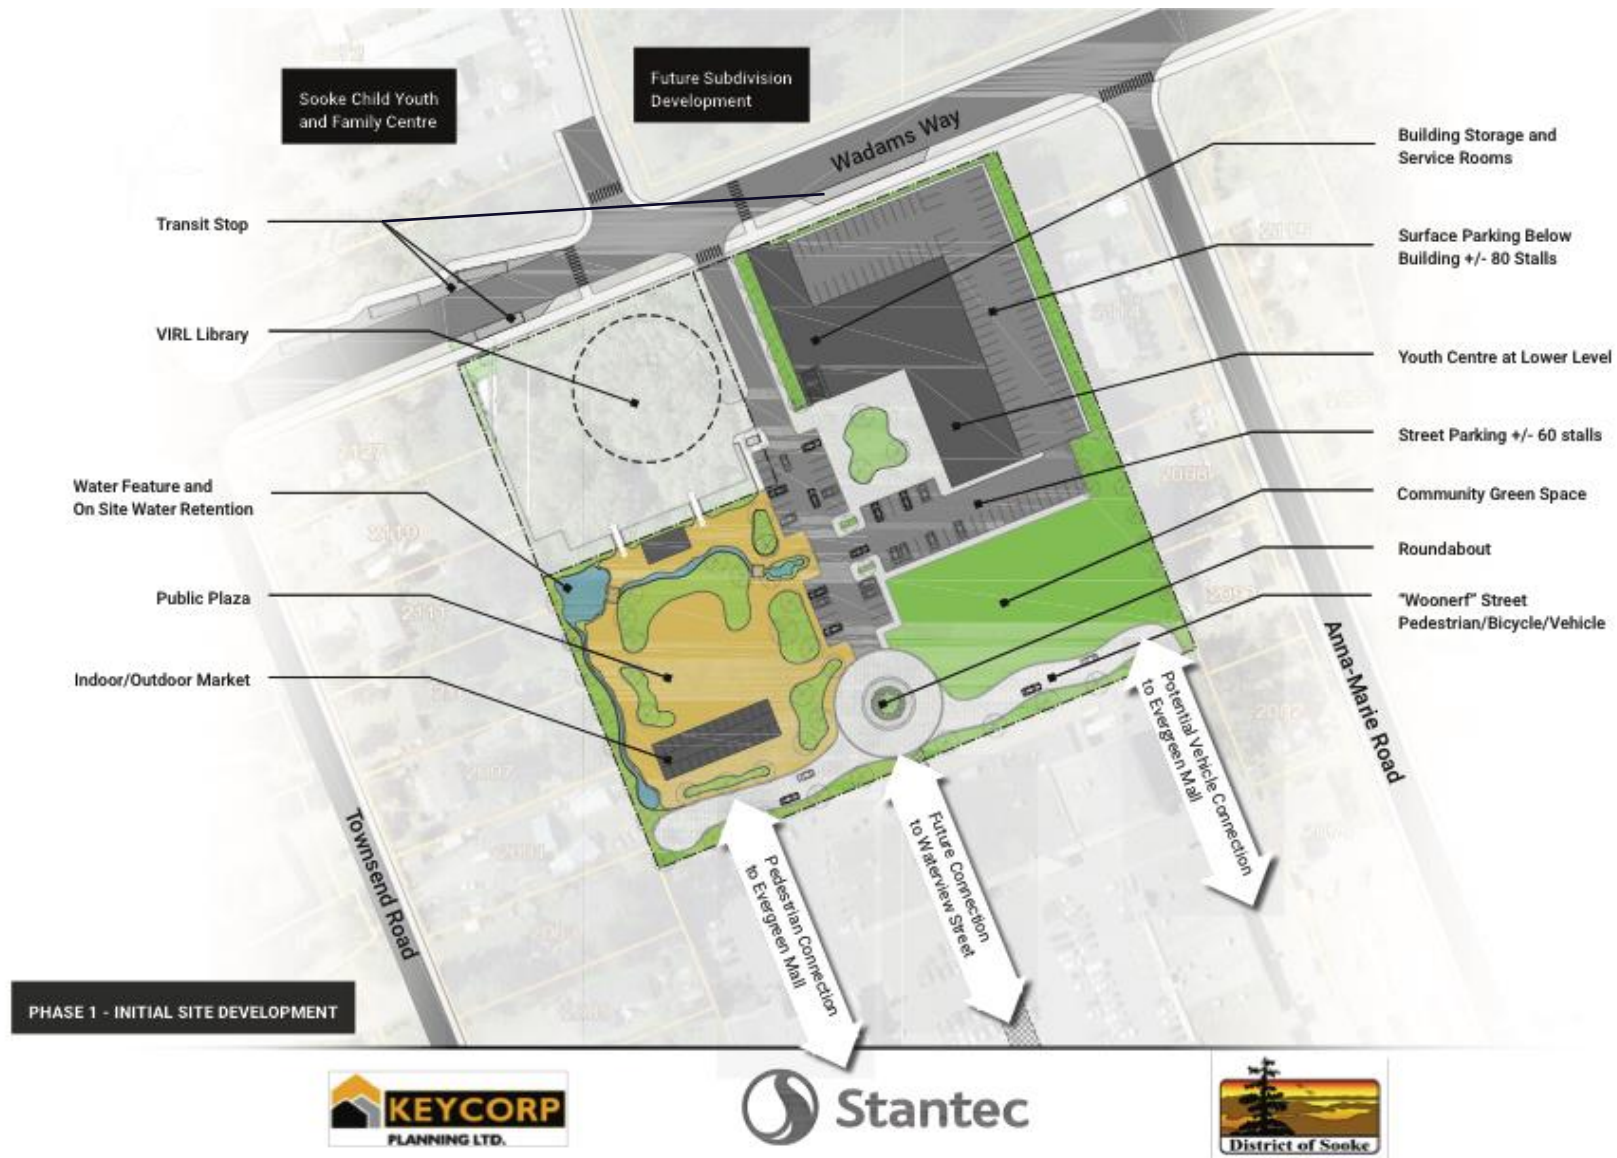 Sooke Child Youth
and Family Centre
Future Subdivision
Development
Wadams Way
Building Storage and
Service Rooms
Transit Stop
Surface Parking Below
Building +/- 80 Stalls
VIRL Library
Youth Centre at Lower Level
Street Parking +/- 60 stalls
Water Feature and
On Site Water Retention
Community Green Space
Roundabout
Public Plaza
"Woonerf" Street
Pedestrian/Bicycle/Vehicle
Indoor/Outdoor Market
Anna-Marie Road
Potential Vehicle Connection
to Evergreen Mall
Future Connection
to Waterview Street
Pedestrian Connection
to Evergreen Mall
Townsend Road
PHASE 1 - INITIAL SITE DEVELOPMENT
KEYCORP
PLANNING LTD.
Stantec
District of Sooke